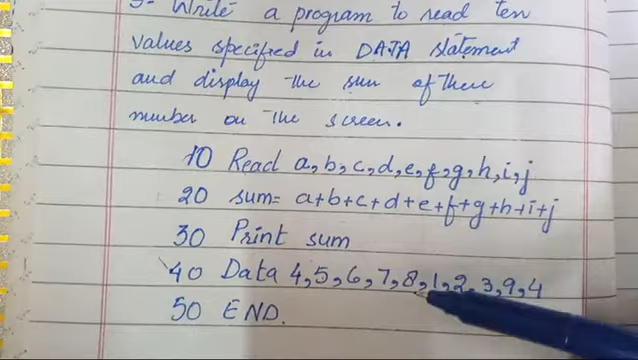 5- Write a program to read ten
values specified in DATA statement
and display the sum of these
number on the screen.
10 Read a,b,c,d,e,f,g,h,i,j
20 sum= a+b+c+d+e+f+g+h+i+j
30 Print sum
40 Data 4,5,6,7,8,1,2,3,9,4
50 END.